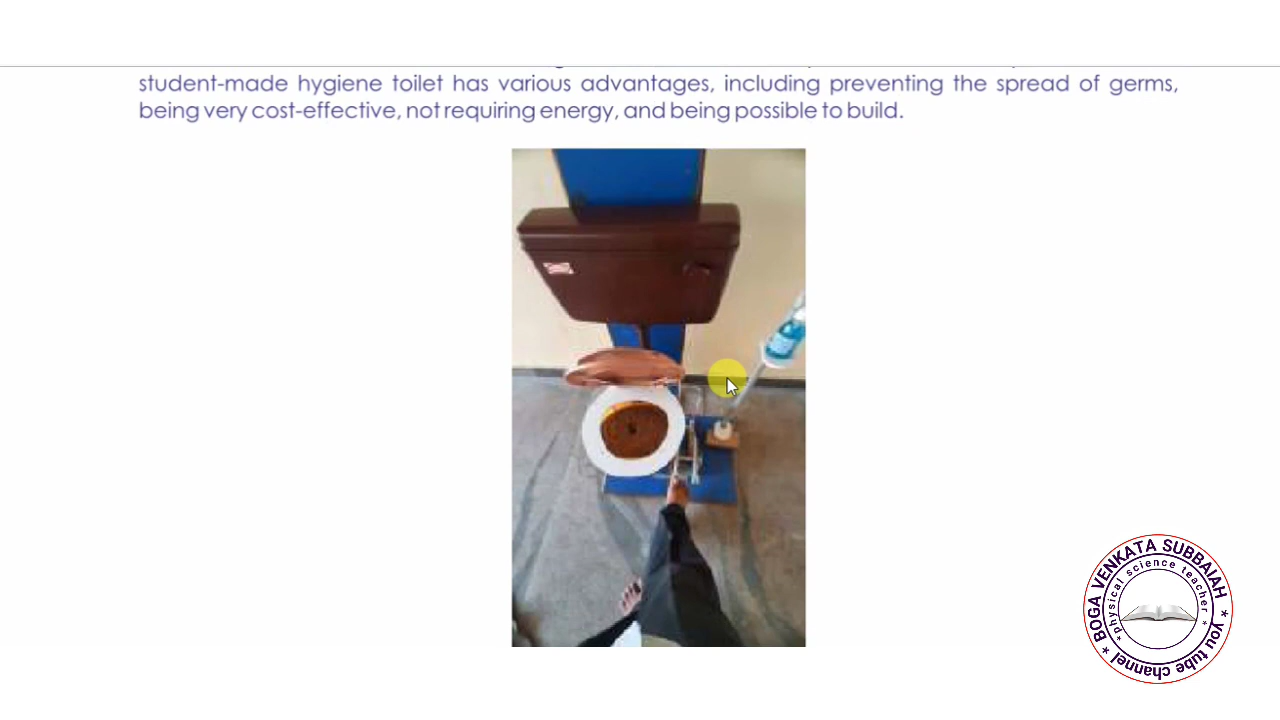 student-made hygiene toilet has various advantages, including preventing the spread of germs,
being very cost-effective, not requiring energy, and being possible to build.
* BOGA VENKATA SUBBAIAH * you tube channel
*physical science teacher*